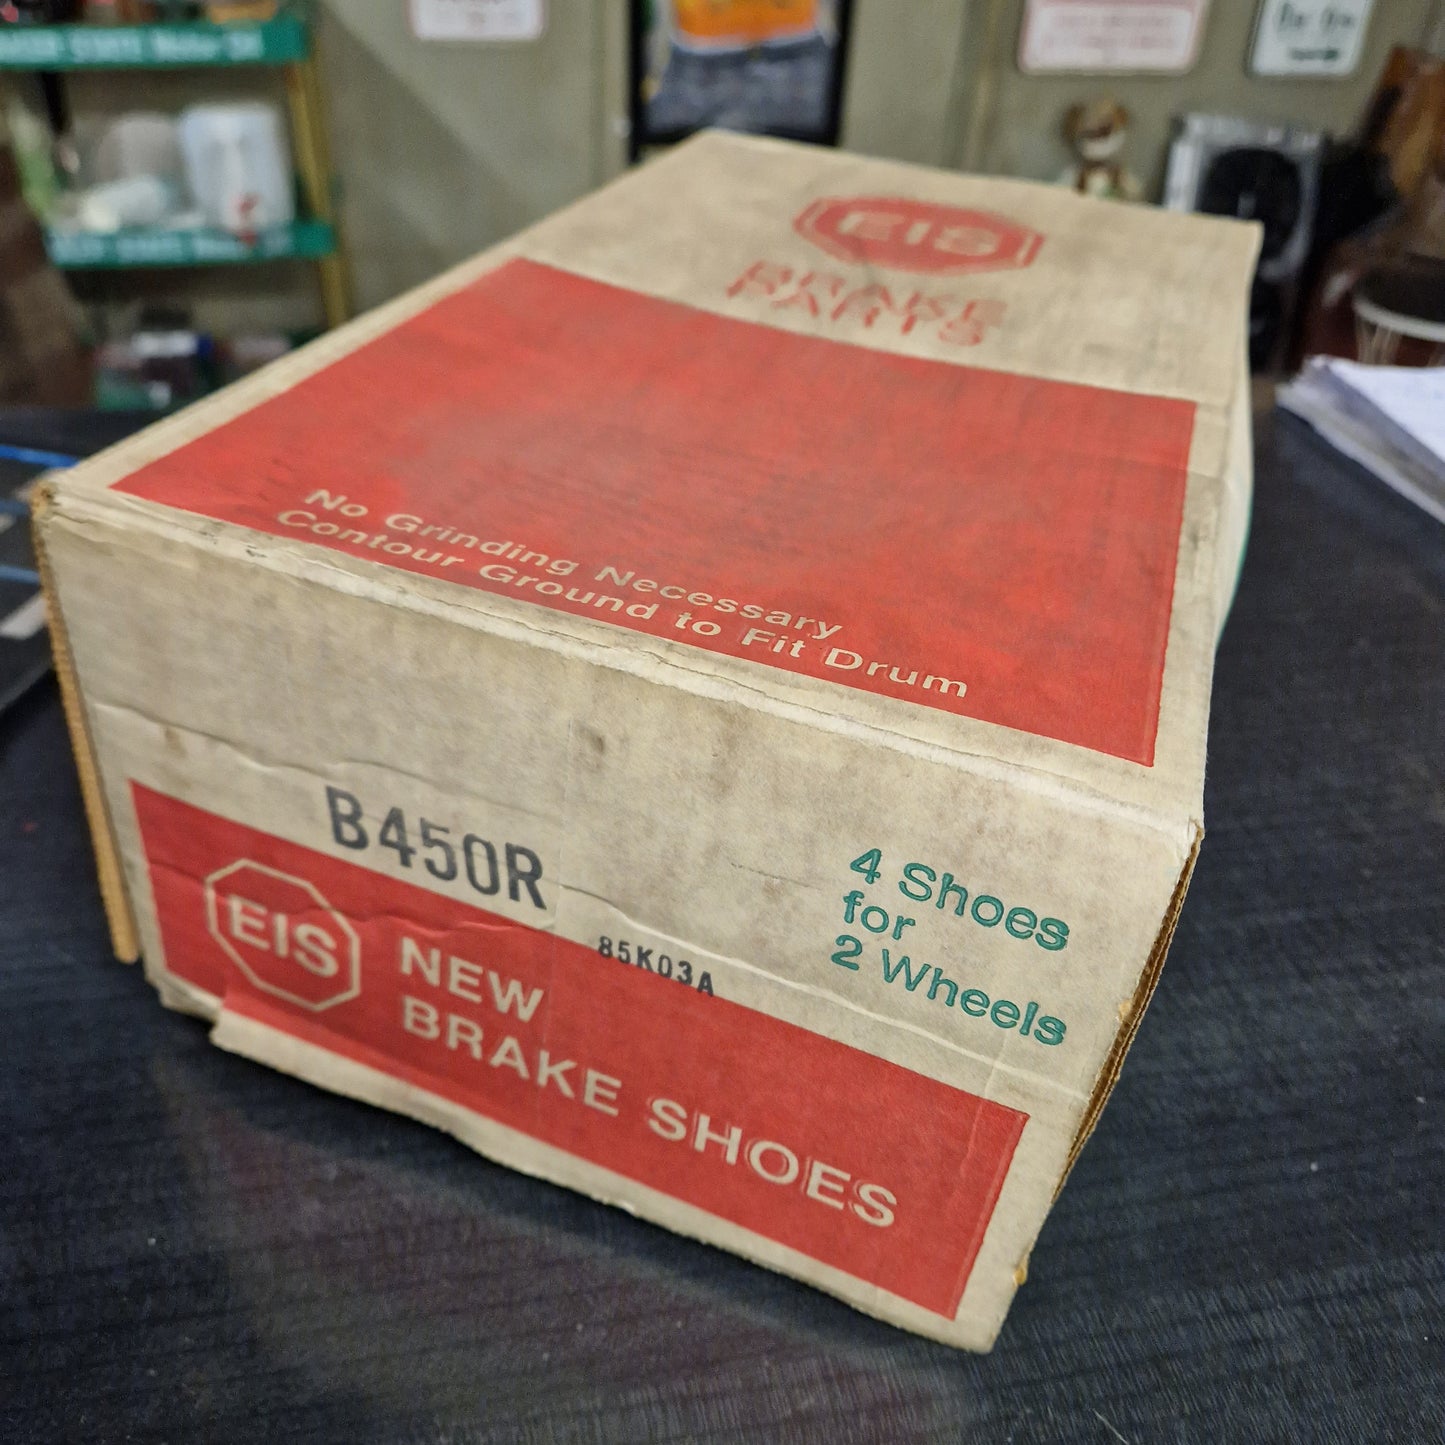 EIS
BRAKE
PARTS
No Grinding Necessary
Contour Ground to Fit Drum
B450R
4 Shoes
for
2 Wheels
85K03A
EIS
NEW
BRAKE SHOES